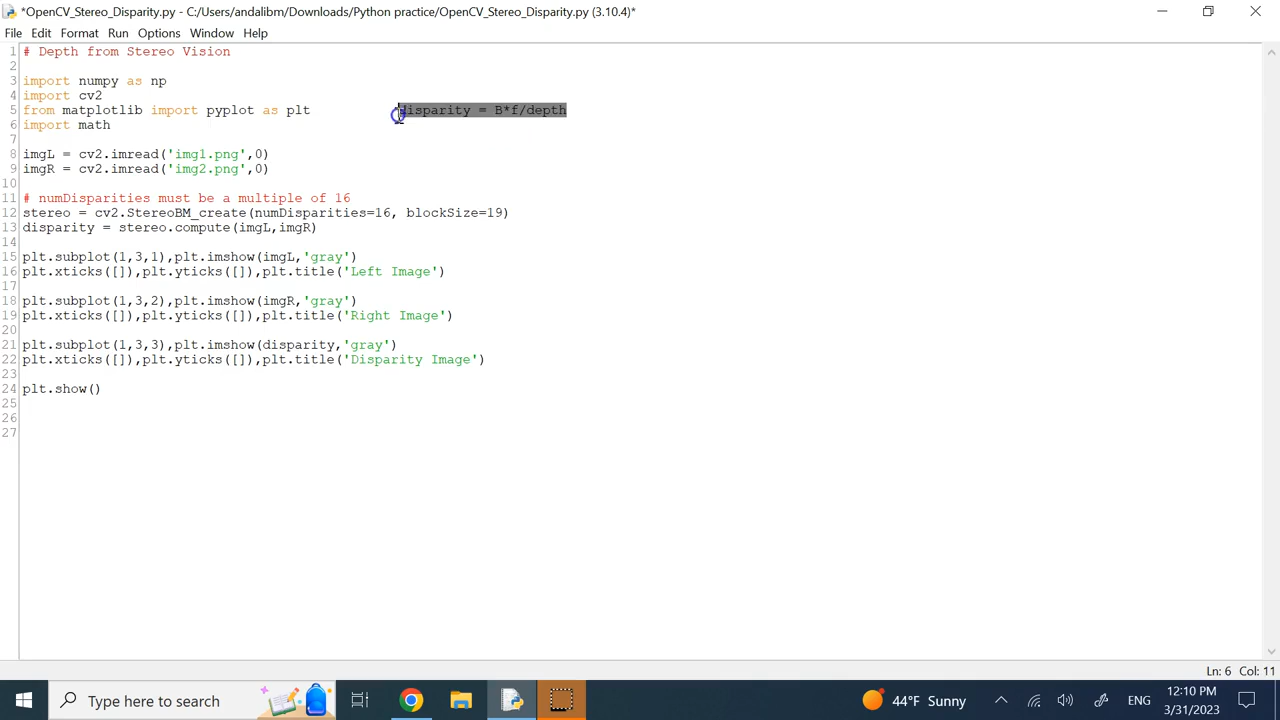 *OpenCV_Stereo_Disparity.py - C:/Users/andalibm/Downloads/Python practice/OpenCV_Stereo_Disparity.py (3.10.4)*
File Edit Format Run Options Window Help
1 # Depth from Stereo Vision
2
3 import numpy as np
4 import cv2
5 from matplotlib import pyplot as plt disparity = B*f/depth
6 import math
7
8 imgL = cv2.imread('img1.png',0)
9 imgR = cv2.imread('img2.png',0)
10
11 # numDisparities must be a multiple of 16
12 stereo = cv2.StereoBM_create(numDisparities=16, blockSize=19)
13 disparity = stereo.compute(imgL,imgR)
14
15 plt.subplot(1,3,1),plt.imshow(imgL,'gray')
16 plt.xticks([]),plt.yticks([]),plt.title('Left Image')
17
18 plt.subplot(1,3,2),plt.imshow(imgR,'gray')
19 plt.xticks([]),plt.yticks([]),plt.title('Right Image')
20
21 plt.subplot(1,3,3),plt.imshow(disparity,'gray')
22 plt.xticks([]),plt.yticks([]),plt.title('Disparity Image')
23
24 plt.show()
25
26
27
Ln: 6 Col: 11
Type here to search
44°F Sunny
ENG
12:10 PM
3/31/2023